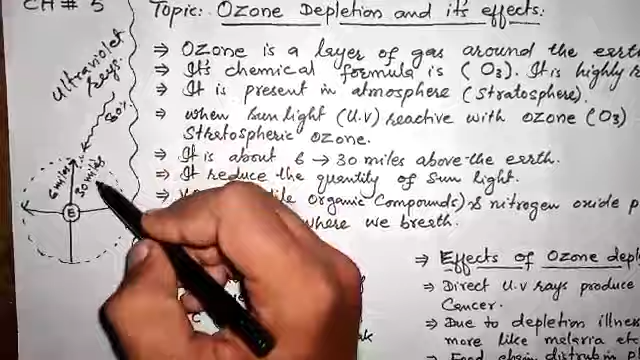 CH # 5
Topic: Ozone Depletion and it's effects:
Ultraviolet
Rays.
⇒ Ozone is a layer of gas around the eart
⇒ It's chemical formula is (O3). It is highly
⇒ It is present in atmosphere (Stratosphere).
⇒ when sun light (U.V) reactive with ozone (O3)
Stretospheric ozone.
⇒ It is about 6 → 30 miles above the earth.
⇒ It reduce the quantity of Sun light.
organic Compounds) & nitrogen oxide
where we breath.
6 miles
30 miles
E
→ Effects of Ozone depl
⇒ Direct U.V rays produce
Cancer.
⇒ Due to depletion illnes
more like malaria et